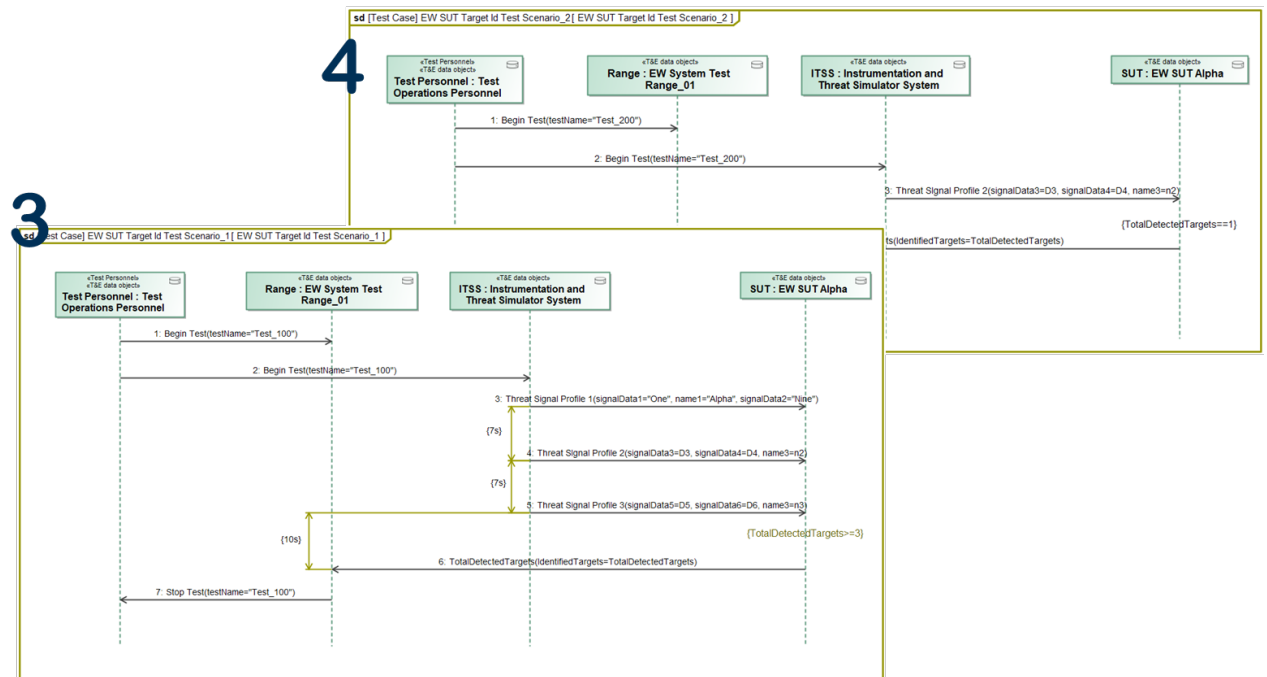 sd [Test Case] EW SUT Target Id Test Scenario_2[ EW SUT Target Id Test Scenario_2 ]
4
«Test Personnel»
«T&E data object»
Test Personnel : Test
Operations Personnel
«T&E data object»
Range : EW System Test
Range_01
«T&E data object»
ITSS : Instrumentation and
Threat Simulator System
«T&E data object»
SUT : EW SUT Alpha
1: Begin Test(testName="Test_200")
2: Begin Test(testName="Test_200")
3: Threat SIgnal Profile 2(signalData3=D3, signalData4=D4, name3=n2)
{TotalDetectedTargets==1}
ts(IdentifiedTargets=TotalDetectedTargets)
3
sd [Test Case] EW SUT Target Id Test Scenario_1[ EW SUT Target Id Test Scenario_1 ]
«Test Personnel»
«T&E data object»
Test Personnel : Test
Operations Personnel
«T&E data object»
Range : EW System Test
Range_01
«T&E data object»
ITSS : Instrumentation and
Threat Simulator System
«T&E data object»
SUT : EW SUT Alpha
1: Begin Test(testName="Test_100")
2: Begin Test(testName="Test_100")
3: Threat Signal Profile 1(signalData1="One", name1="Alpha", signalData2="Nine")
{7s}
4: Threat SIgnal Profile 2(signalData3=D3, signalData4=D4, name3=n2)
{7s}
5: Threat Signal Profile 3(signalData5=D5, signalData6=D6, name3=n3)
{TotalDetectedTargets>=3}
{10s}
6: TotalDetectedTargets(IdentifiedTargets=TotalDetectedTargets)
7: Stop Test(testName="Test_100")